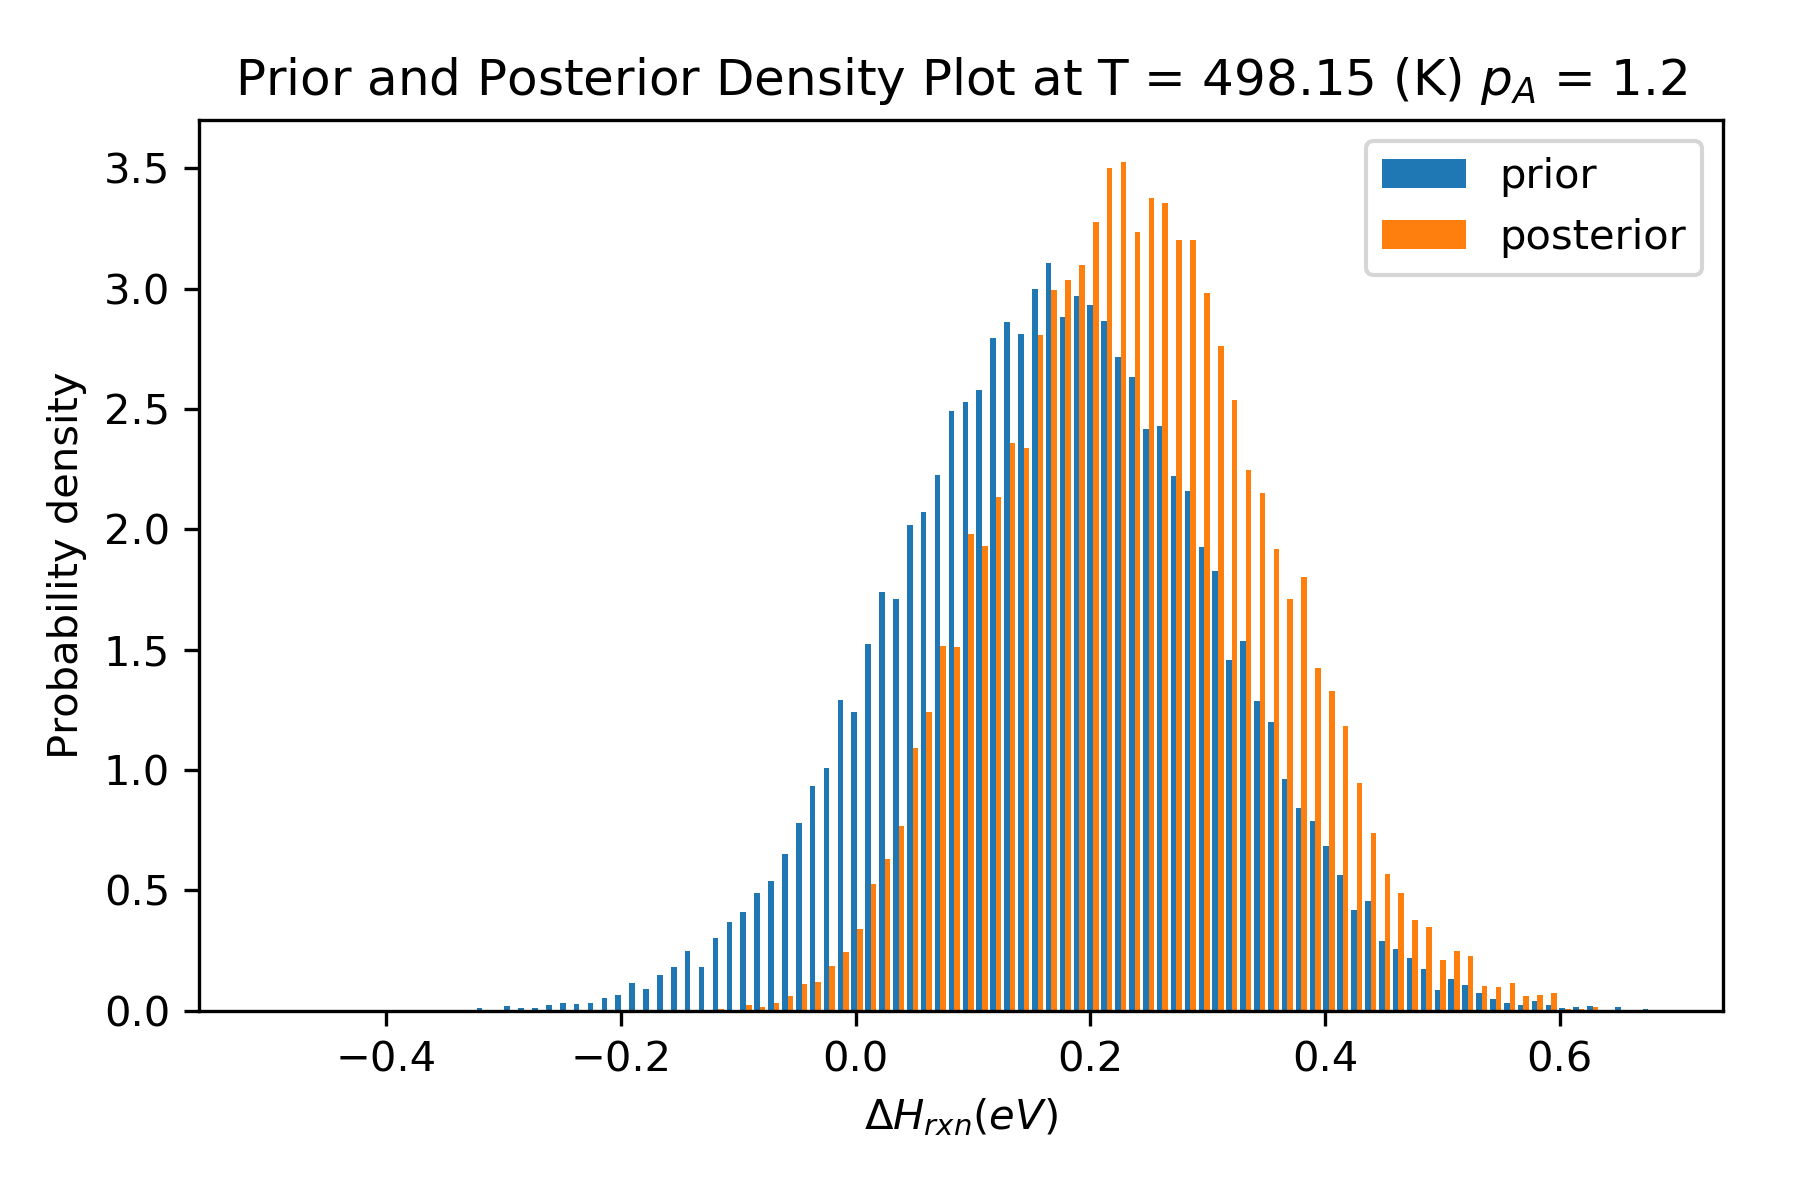 Prior and Posterior Density Plot at T = 498.15 (K) p_A = 1.2
prior
posterior
3.5
3.0
2.5
2.0
1.5
1.0
0.5
0.0
Probability density
−0.4 −0.2 0.0 0.2 0.4 0.6
ΔH_rxn(eV)